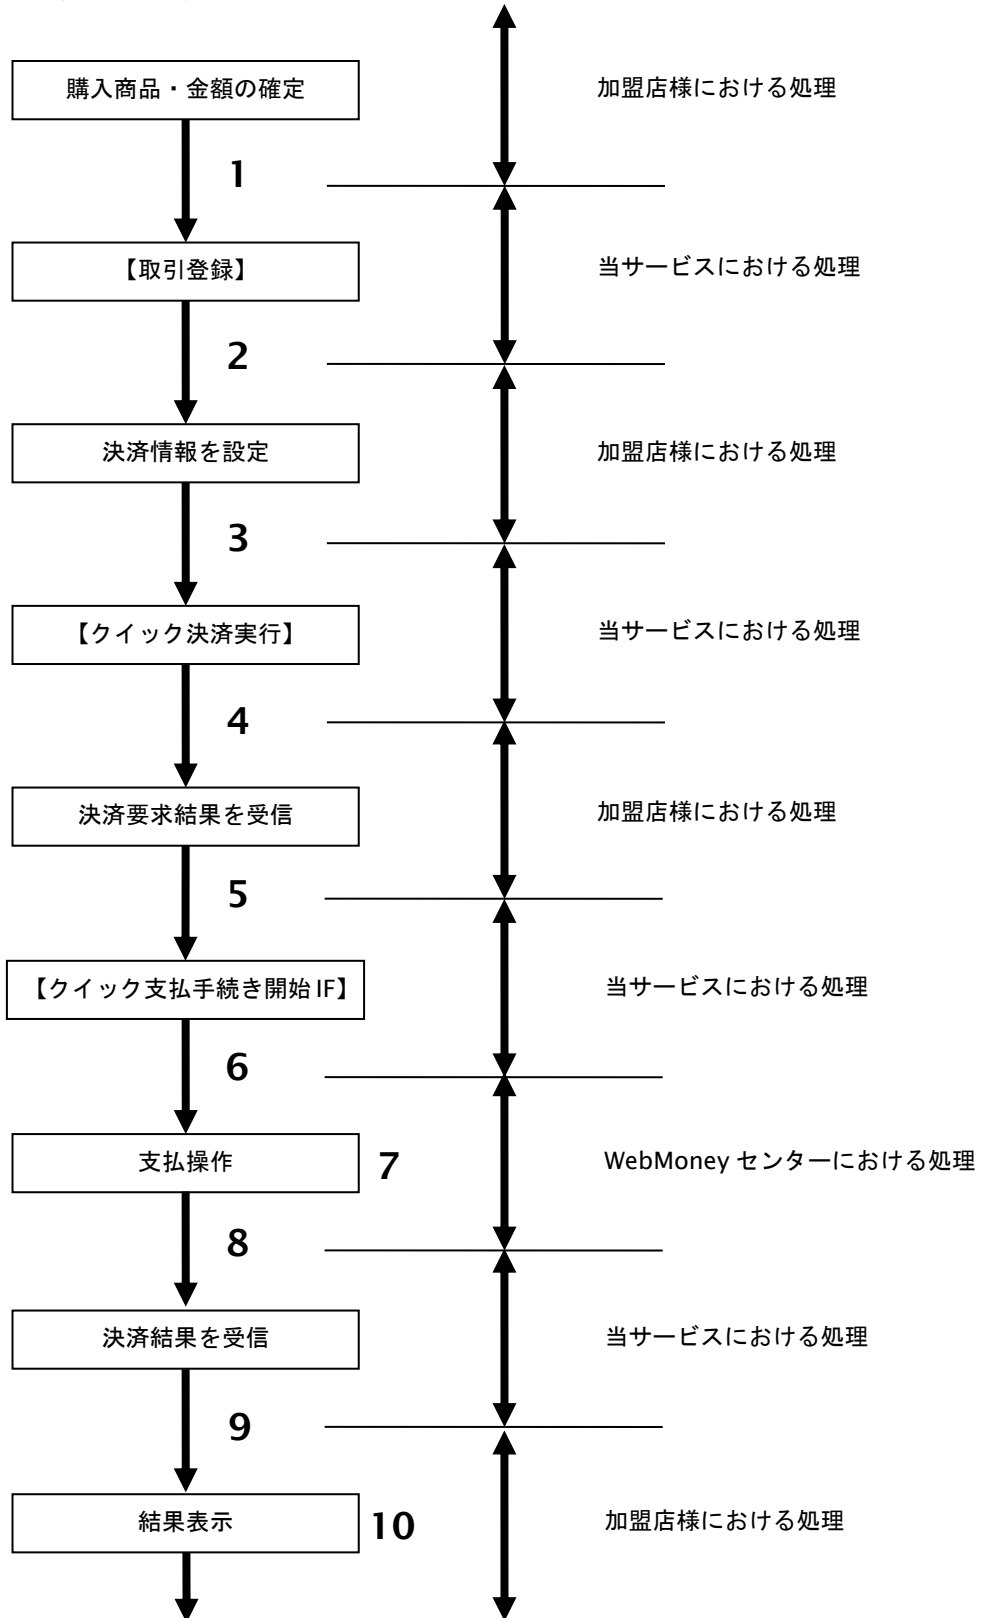 購入商品・金額の確定
加盟店様における処理
1
【取引登録】
当サービスにおける処理
2
決済情報を設定
加盟店様における処理
3
【クイック決済実行】
当サービスにおける処理
4
決済要求結果を受信
加盟店様における処理
5
【クイック支払手続き開始 IF】
当サービスにおける処理
6
支払操作
7
WebMoney センターにおける処理
8
決済結果を受信
当サービスにおける処理
9
結果表示
10
加盟店様における処理